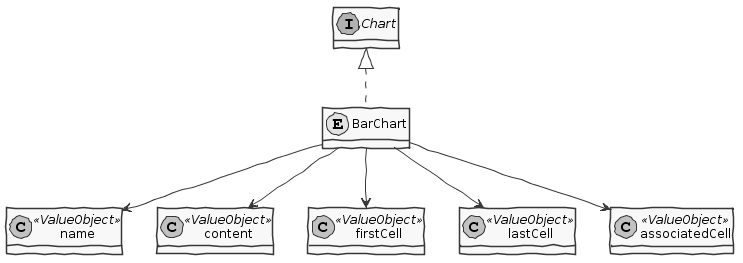 I Chart
E BarChart
C «ValueObject» name
C «ValueObject» content
C «ValueObject» firstCell
C «ValueObject» lastCell
C «ValueObject» associatedCell